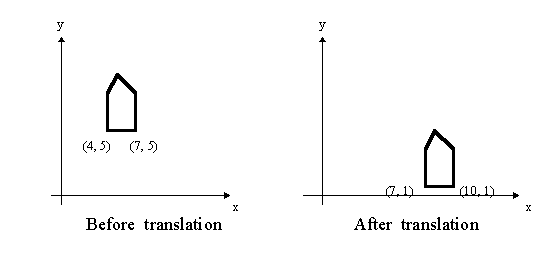 y
(4, 5) (7, 5)
x
Before translation
y
(7, 1) (10, 1)
x
After translation